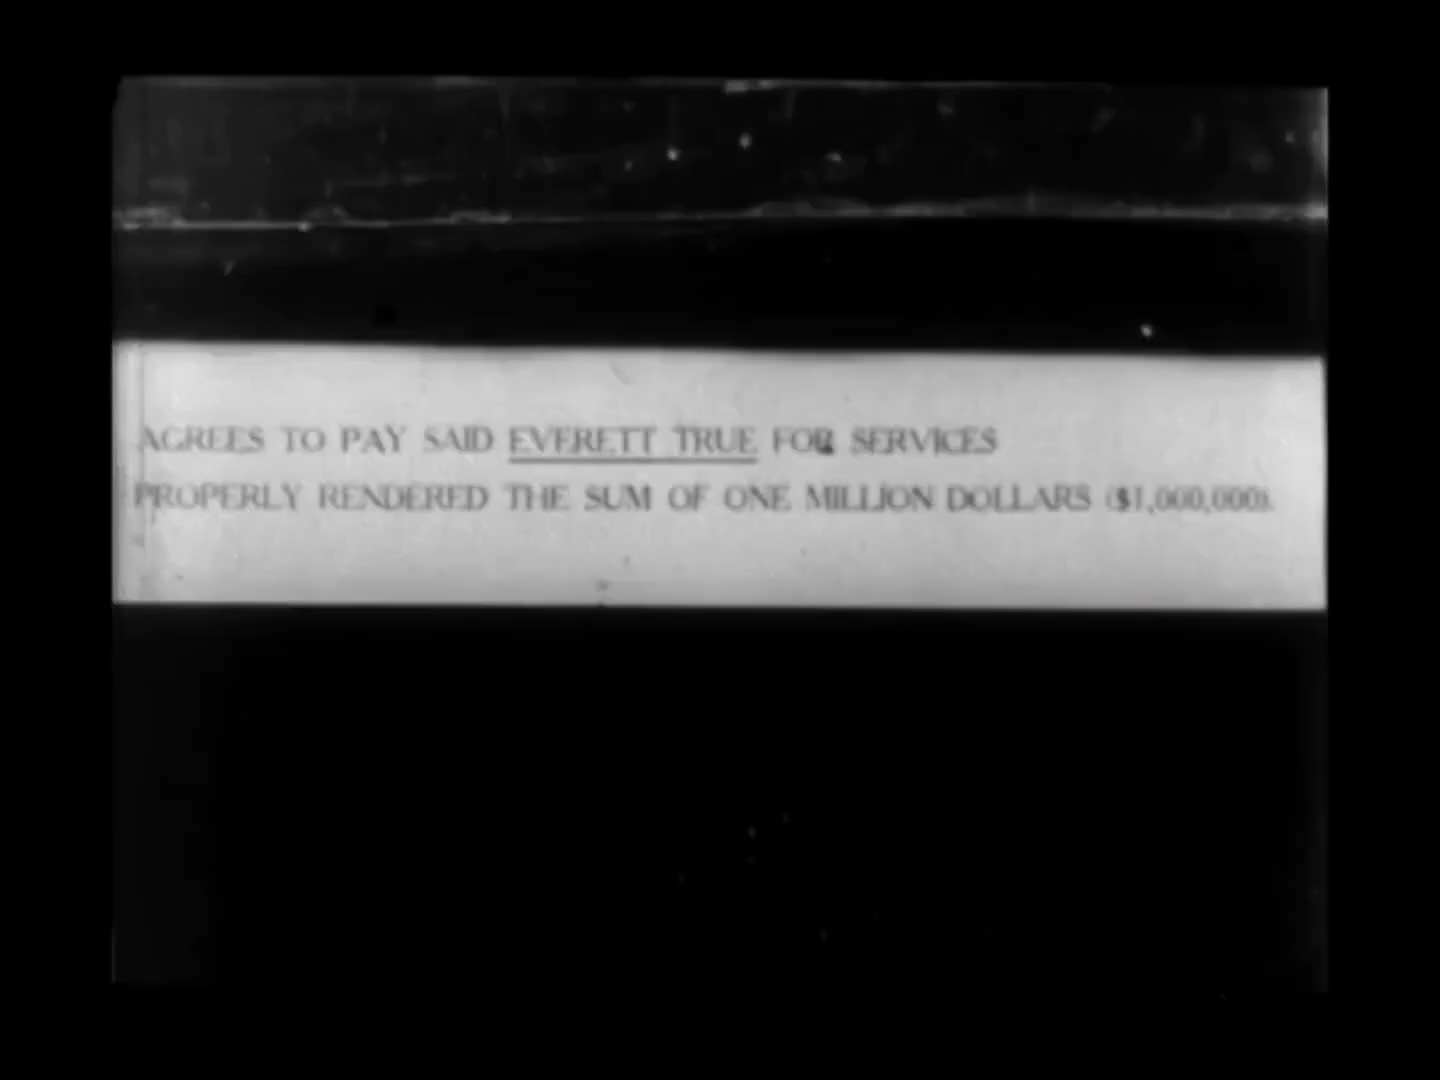 AGREES TO PAY SAID EVERETT TRUE FOR SERVICES
PROPERLY RENDERED THE SUM OF ONE MILLION DOLLARS ($1,000,000).